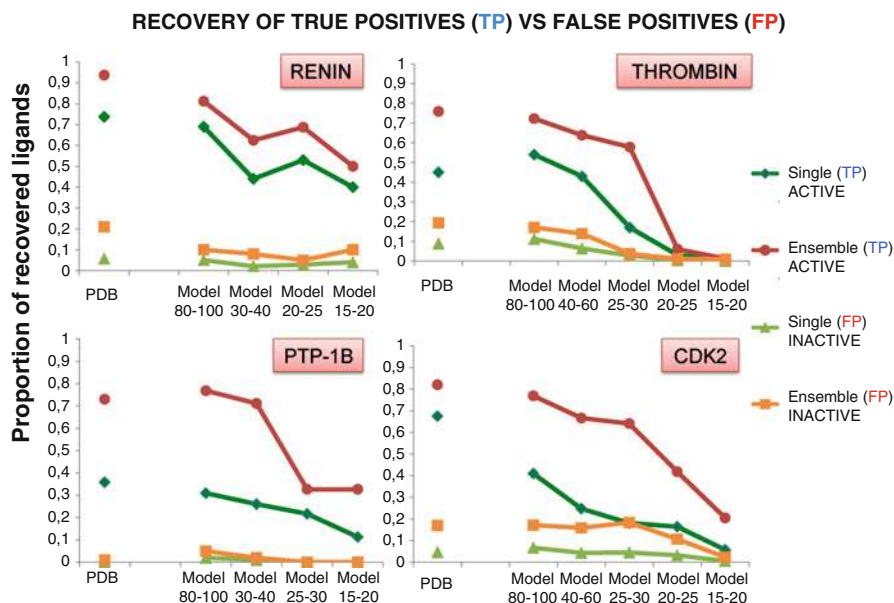 RECOVERY OF TRUE POSITIVES (TP) VS FALSE POSITIVES (FP)
Proportion of recovered ligands
RENIN
1
0,9
0,8
0,7
0,6
0,5
0,4
0,3
0,2
0,1
0
PDB
Model 80-100
Model 30-40
Model 20-25
Model 15-20
THROMBIN
1
0,9
0,8
0,7
0,6
0,5
0,4
0,3
0,2
0,1
0
PDB
Model 80-100
Model 40-60
Model 25-30
Model 20-25
Model 15-20
PTP-1B
1
0,9
0,8
0,7
0,6
0,5
0,4
0,3
0,2
0,1
0
PDB
Model 80-100
Model 30-40
Model 25-30
Model 15-20
CDK2
1
0,9
0,8
0,7
0,6
0,5
0,4
0,3
0,2
0,1
0
PDB
Model 80-100
Model 40-60
Model 25-30
Model 20-25
Model 15-20
Single (TP)
ACTIVE
Ensemble (TP)
ACTIVE
Single (FP)
INACTIVE
Ensemble (FP)
INACTIVE